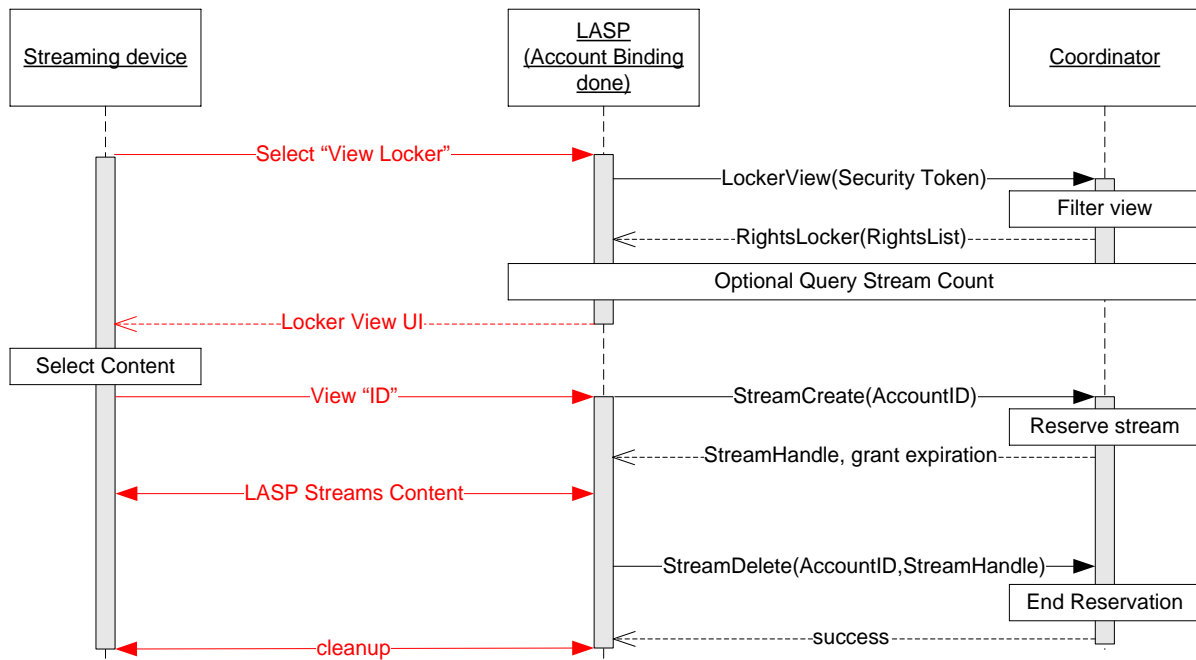 Streaming device
LASP
(Account Binding
done)
Coordinator
Select “View Locker”
LockerView(Security Token)
Filter view
RightsLocker(RightsList)
Optional Query Stream Count
Locker View UI
Select Content
View “ID”
StreamCreate(AccountID)
Reserve stream
StreamHandle, grant expiration
LASP Streams Content
StreamDelete(AccountID,StreamHandle)
End Reservation
success
cleanup